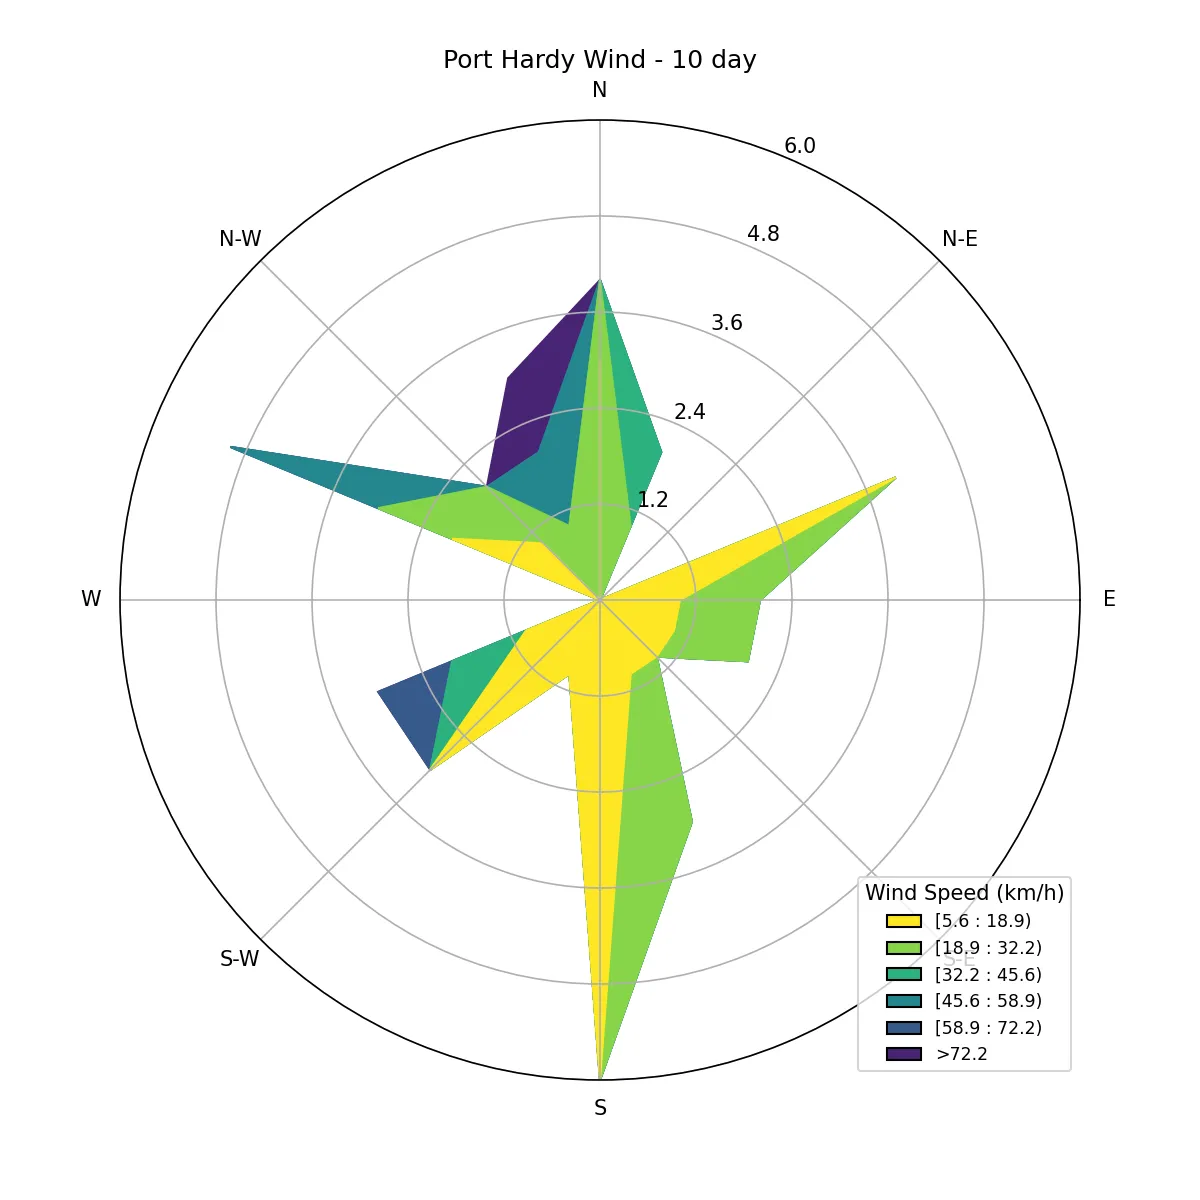 Port Hardy Wind - 10 day
N
6.0
N-W
4.8
N-E
3.6
2.4
1.2
W
E
Wind Speed (km/h)
[5.6 : 18.9)
[18.9 : 32.2)
S-W
S-E
[32.2 : 45.6)
[45.6 : 58.9)
[58.9 : 72.2)
>72.2
S